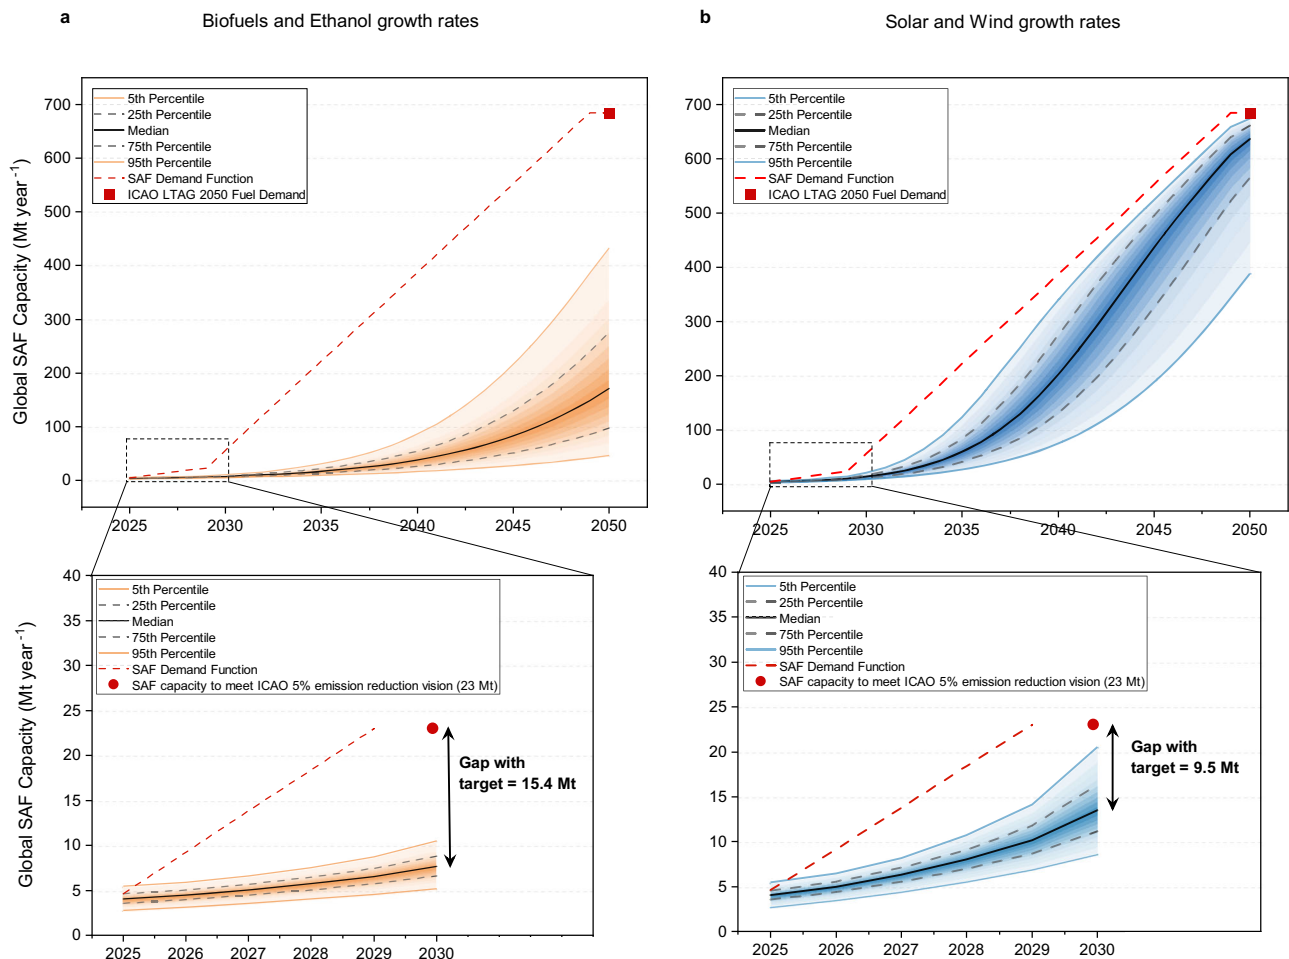 a
Biofuels and Ethanol growth rates
Global SAF Capacity (Mt year⁻¹)
700
600
500
400
300
200
100
0
5th Percentile
25th Percentile
Median
75th Percentile
95th Percentile
SAF Demand Function
ICAO LTAG 2050 Fuel Demand
2025 2030 2035 2040 2045 2050
Global SAF Capacity (Mt year⁻¹)
40
35
30
25
20
15
10
5
0
5th Percentile
25th Percentile
Median
75th Percentile
95th Percentile
SAF Demand Function
SAF capacity to meet ICAO 5% emission reduction vision (23 Mt)
Gap with
target = 15.4 Mt
2025 2026 2027 2028 2029 2030
b
Solar and Wind growth rates
700
600
500
400
300
200
100
0
5th Percentile
25th Percentile
Median
75th Percentile
95th Percentile
SAF Demand Function
ICAO LTAG 2050 Fuel Demand
2025 2030 2035 2040 2045 2050
40
35
30
25
20
15
10
5
0
5th Percentile
25th Percentile
Median
75th Percentile
95th Percentile
SAF Demand Function
SAF capacity to meet ICAO 5% emission reduction vision (23 Mt)
Gap with
target = 9.5 Mt
2025 2026 2027 2028 2029 2030